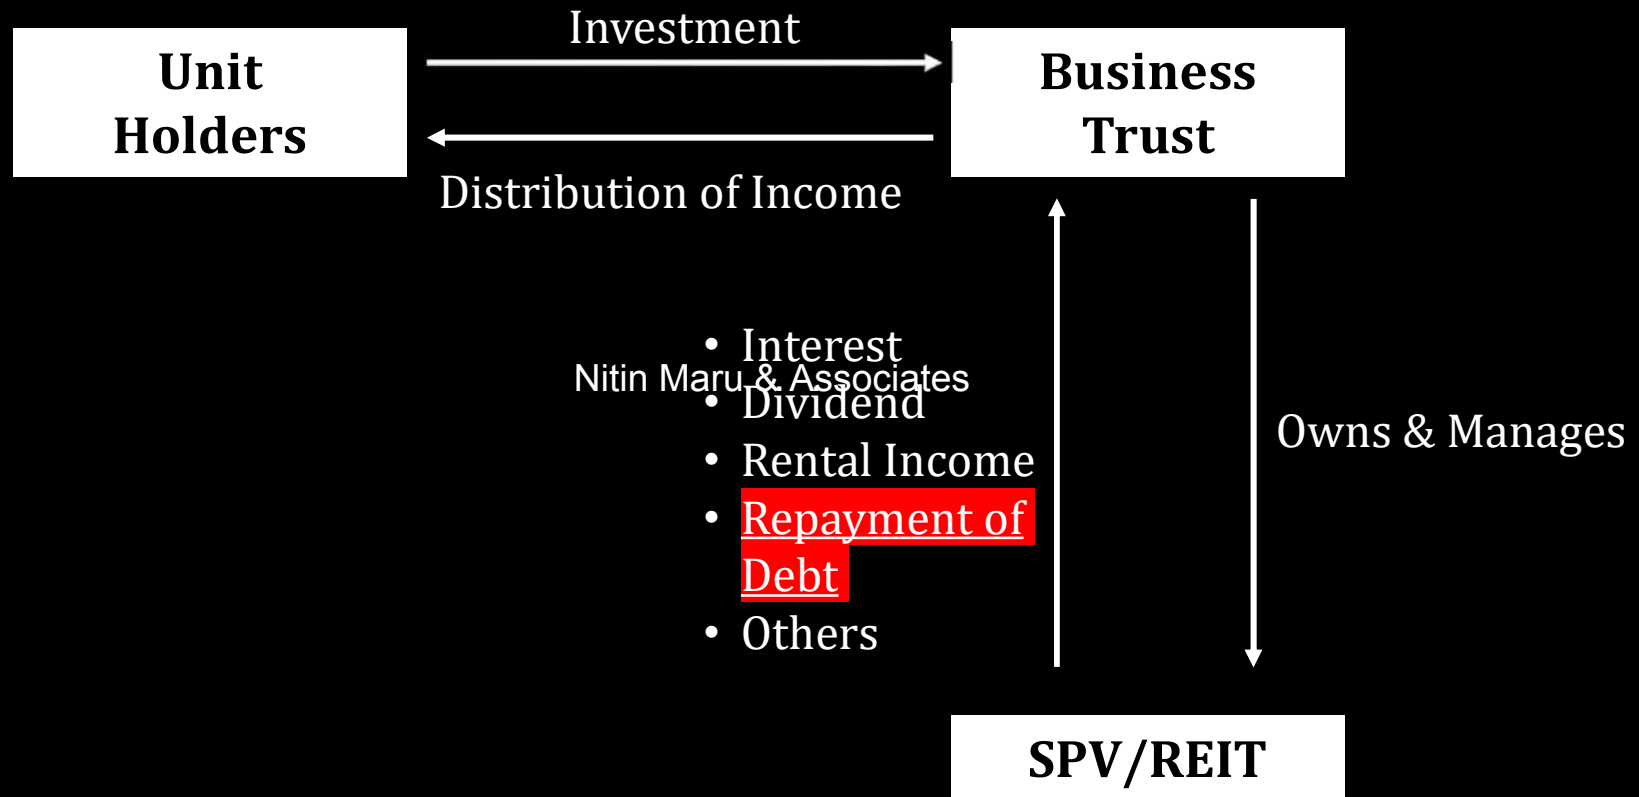 Investment
Unit
Holders
Business
Trust
Distribution of Income
• Interest
Nitin Maru & Associates
• Dividend
• Rental Income
• Repayment of
Debt
• Others
Owns & Manages
SPV/REIT